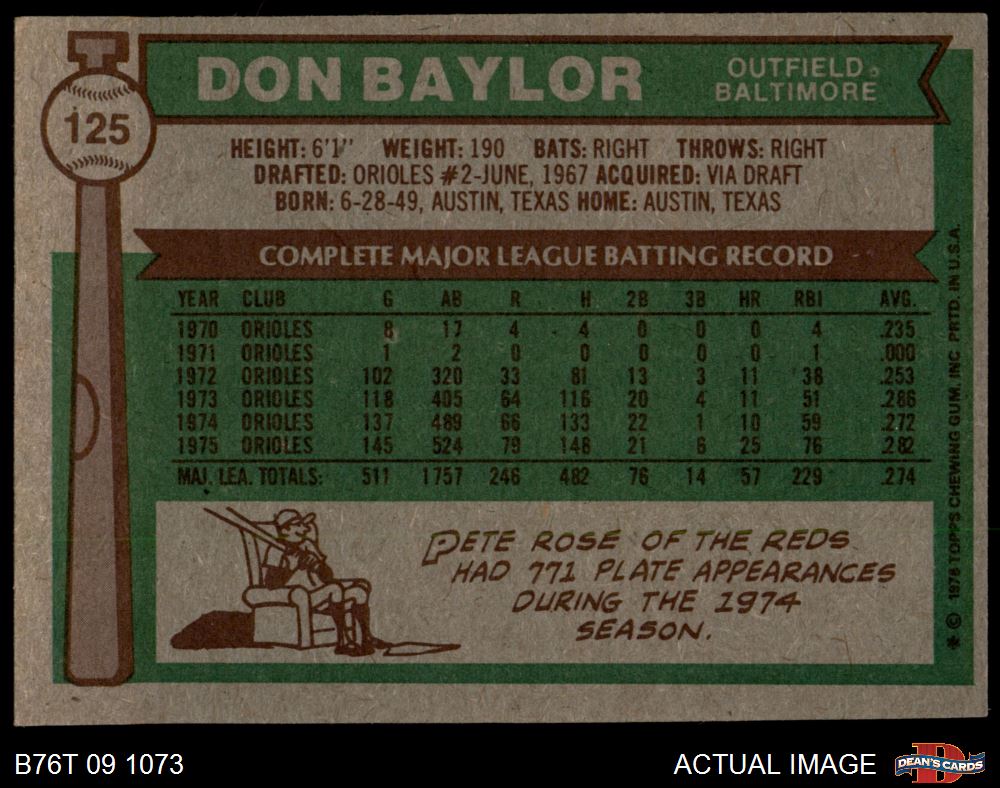 T
125
DON BAYLOR
OUTFIELD
BALTIMORE
HEIGHT: 6'1" WEIGHT: 190 BATS: RIGHT THROWS: RIGHT
DRAFTED: ORIOLES #2-JUNE, 1967 ACQUIRED: VIA DRAFT
BORN: 6-28-49, AUSTIN, TEXAS HOME: AUSTIN, TEXAS
COMPLETE MAJOR LEAGUE BATTING RECORD
YEAR CLUB G AB R H 2B 3B HR RBI AVG.
1970 ORIOLES 8 17 4 4 0 0 0 4 .235
1971 ORIOLES 1 2 0 0 0 0 0 1 .000
1972 ORIOLES 102 320 33 81 13 3 11 38 .253
1973 ORIOLES 118 405 64 116 20 4 11 51 .286
1974 ORIOLES 137 489 66 133 22 1 10 59 .272
1975 ORIOLES 145 524 79 148 21 6 25 76 .282
MAJ. LEA. TOTALS: 511 1757 246 482 76 14 57 229 .274
PETE ROSE OF THE REDS
HAD 771 PLATE APPEARANCES
DURING THE 1974
SEASON.
* © 1976 TOPPS CHEWING GUM, INC. PRTD. IN U.S.A.
B76T 09 1073
ACTUAL IMAGE
D
DEAN'S CARDS